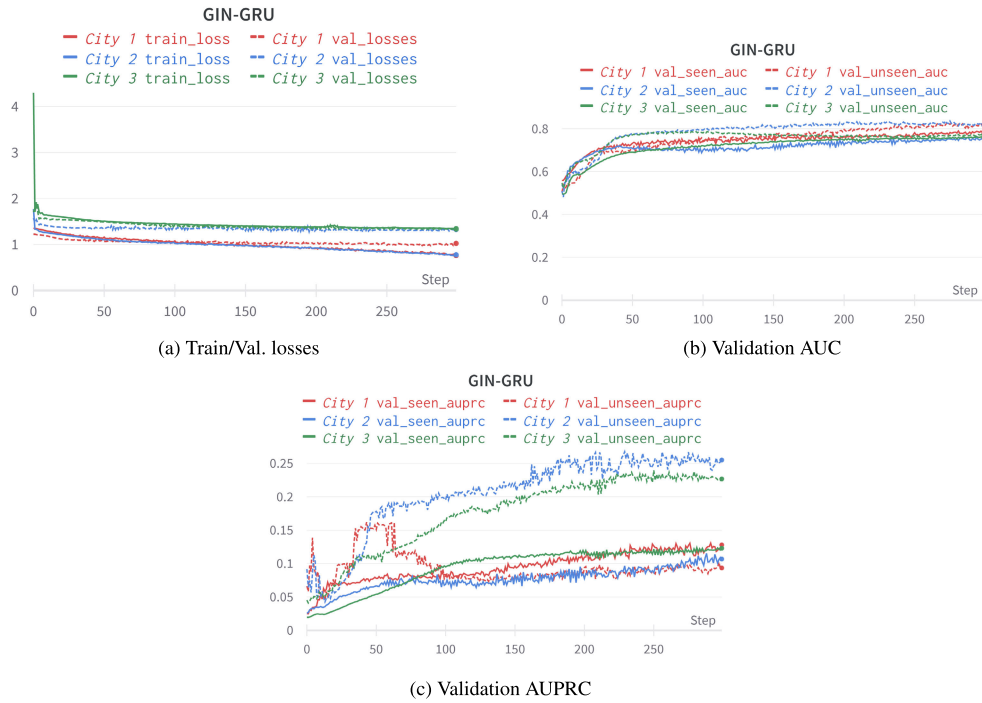 GIN-GRU
City 1 train_loss City 1 val_losses
City 2 train_loss City 2 val_losses
City 3 train_loss City 3 val_losses
4
3
2
1
0
Step
0 50 100 150 200 250
(a) Train/Val. losses
GIN-GRU
City 1 val_seen_auc City 1 val_unseen_auc
City 2 val_seen_auc City 2 val_unseen_auc
City 3 val_seen_auc City 3 val_unseen_auc
0.8
0.6
0.4
0.2
0
Step
0 50 100 150 200 250
(b) Validation AUC
GIN-GRU
City 1 val_seen_auprc City 1 val_unseen_auprc
City 2 val_seen_auprc City 2 val_unseen_auprc
City 3 val_seen_auprc City 3 val_unseen_auprc
0.25
0.2
0.15
0.1
0.05
0
Step
0 50 100 150 200 250
(c) Validation AUPRC